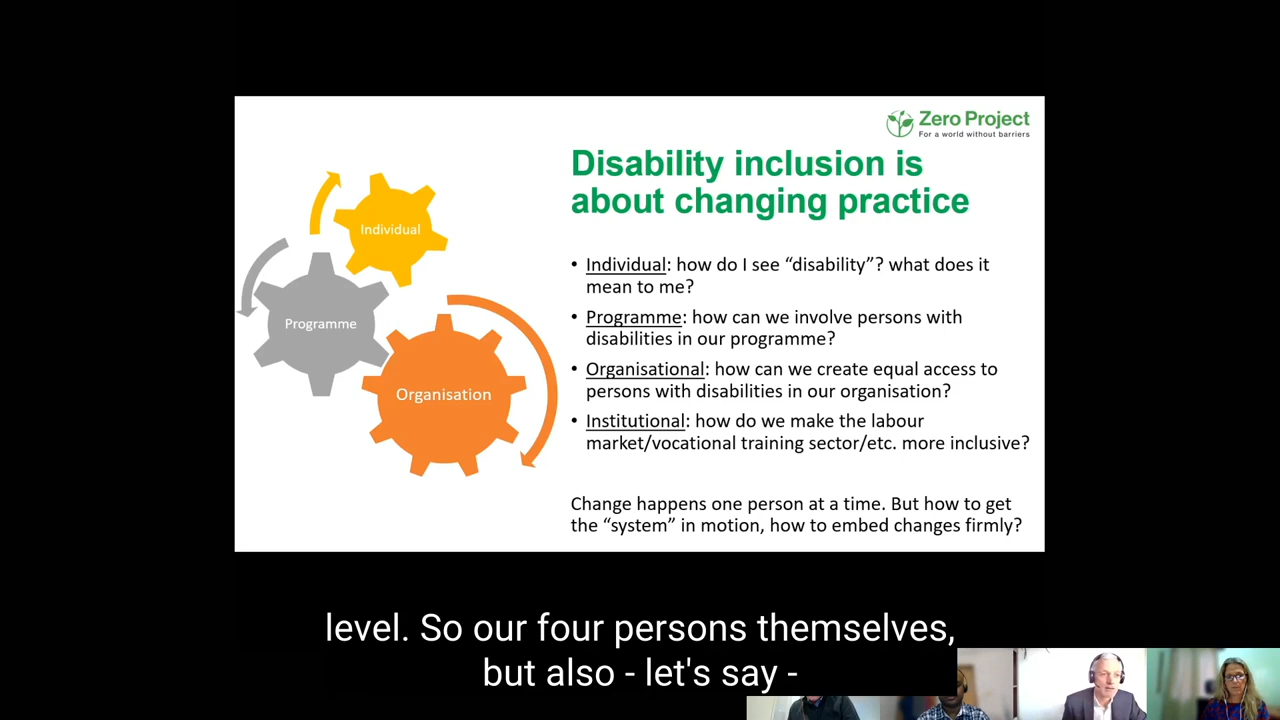 Zero Project
For a world without barriers
Disability inclusion is
about changing practice
Individual
Programme
Organisation
• Individual: how do I see “disability”? what does it
mean to me?
• Programme: how can we involve persons with
disabilities in our programme?
• Organisational: how can we create equal access to
persons with disabilities in our organisation?
• Institutional: how do we make the labour
market/vocational training sector/etc. more inclusive?
Change happens one person at a time. But how to get
the “system” in motion, how to embed changes firmly?
level. So our four persons themselves,
but also - let's say -